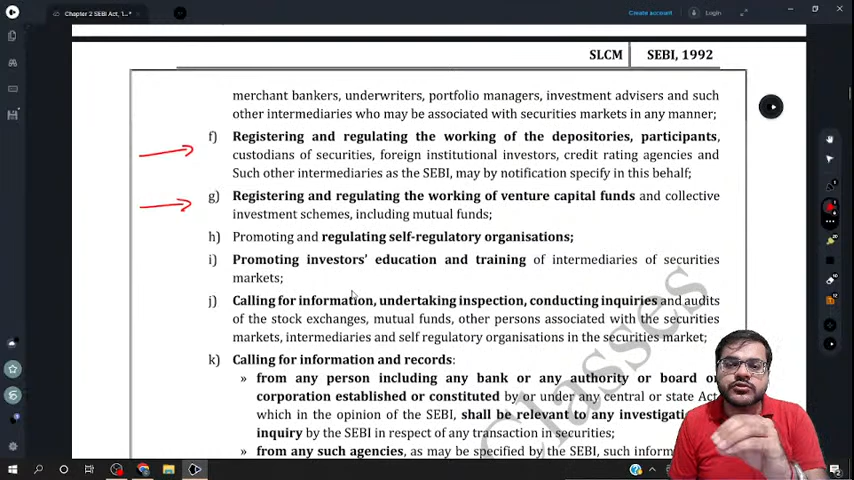 Chapter 2 SEBI Act, 1...*
Create account
Login
SLCM SEBI, 1992
merchant bankers, underwriters, portfolio managers, investment advisers and such
other intermediaries who may be associated with securities markets in any manner;
f) Registering and regulating the working of the depositories, participants,
custodians of securities, foreign institutional investors, credit rating agencies and
Such other intermediaries as the SEBI, may by notification specify in this behalf;
g) Registering and regulating the working of venture capital funds and collective
investment schemes, including mutual funds;
h) Promoting and regulating self-regulatory organisations;
i) Promoting investors' education and training of intermediaries of securities
markets;
j) Calling for information, undertaking inspection, conducting inquiries and audits
of the stock exchanges, mutual funds, other persons associated with the securities
markets, intermediaries and self regulatory organisations in the securities market;
k) Calling for information and records:
» from any person including any bank or any authority or board or
corporation established or constituted by or under any central or state Act
which in the opinion of the SEBI, shall be relevant to any
inquiry by the SEBI in respect of any transaction in securities;
» from any such agencies, as may be specified by the SEBI, such
Classes